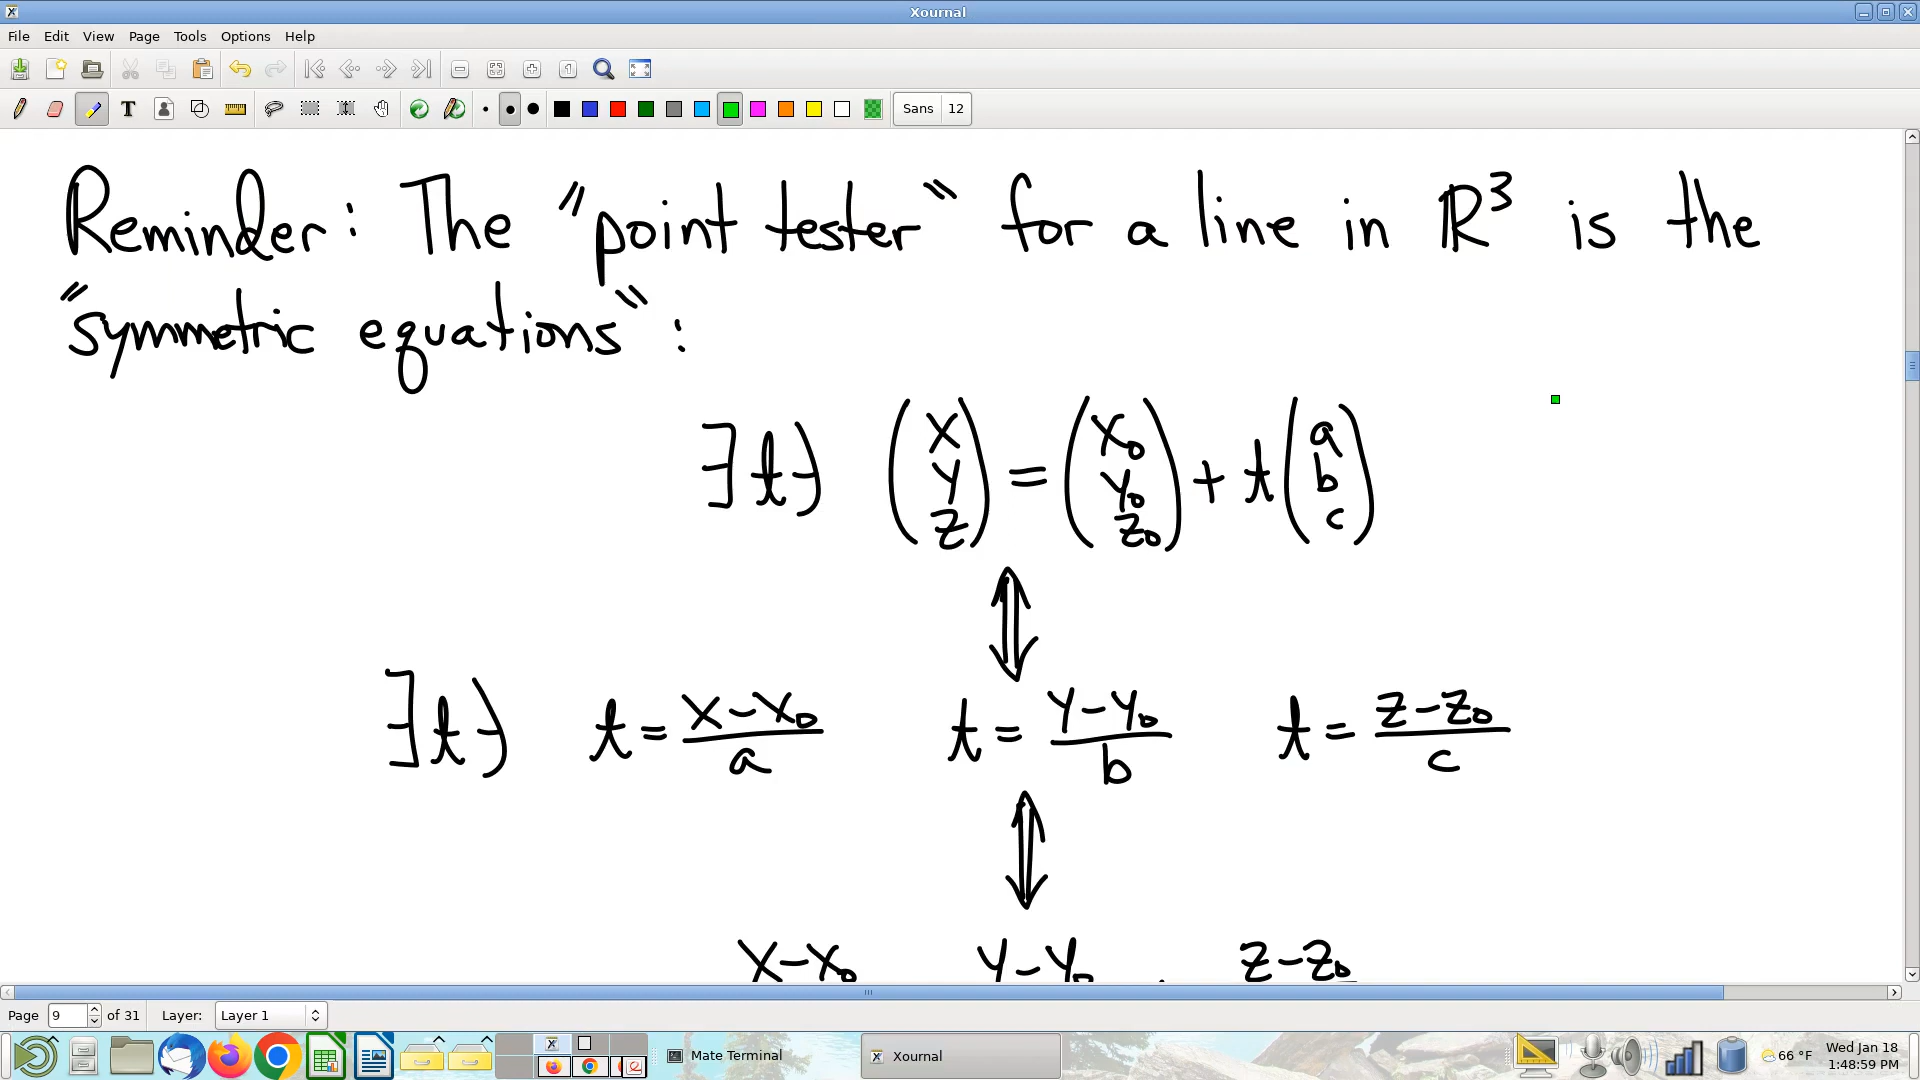 Xournal
File Edit View Page Tools Options Help
Sans 12
Reminder: The "point tester" for a line in ℝ³ is the
"symmetric equations":
∃ t ∋ (x y z) = (x₀ y₀ z₀) + t (a b c)
⇕
∃ t ∋ t = (x-x₀)/a t = (y-y₀)/b t = (z-z₀)/c
⇕
x-x₀ y-y₀ z-z₀
Page 9 of 31 Layer: Layer 1
Mate Terminal Xournal 66 °F Wed Jan 18
1:48:59 PM